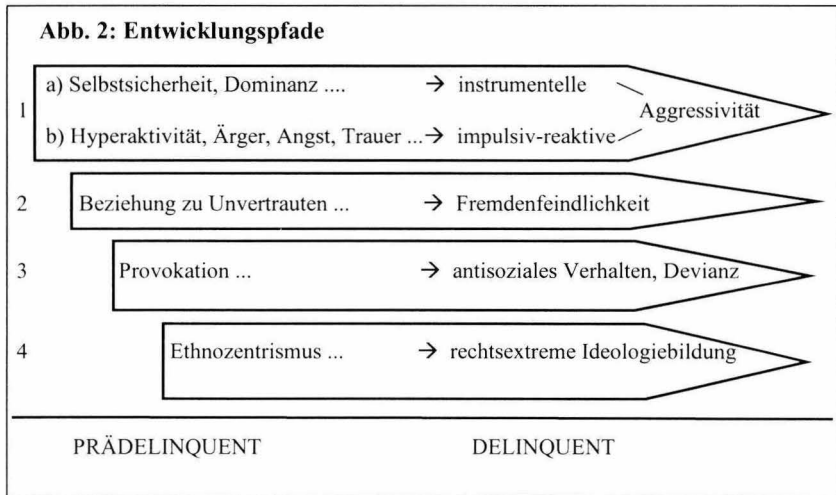 Abb. 2: Entwicklungspfade
a) Selbstsicherheit, Dominanz .... → instrumentelle
1 Aggressivität
b) Hyperaktivität, Ärger, Angst, Trauer ... → impulsiv-reaktive
2 Beziehung zu Unvertrauten ... → Fremdenfeindlichkeit
3 Provokation ... → antisoziales Verhalten, Devianz
4 Ethnozentrismus ... → rechtsextreme Ideologiebildung
PRÄDELINQUENT DELINQUENT